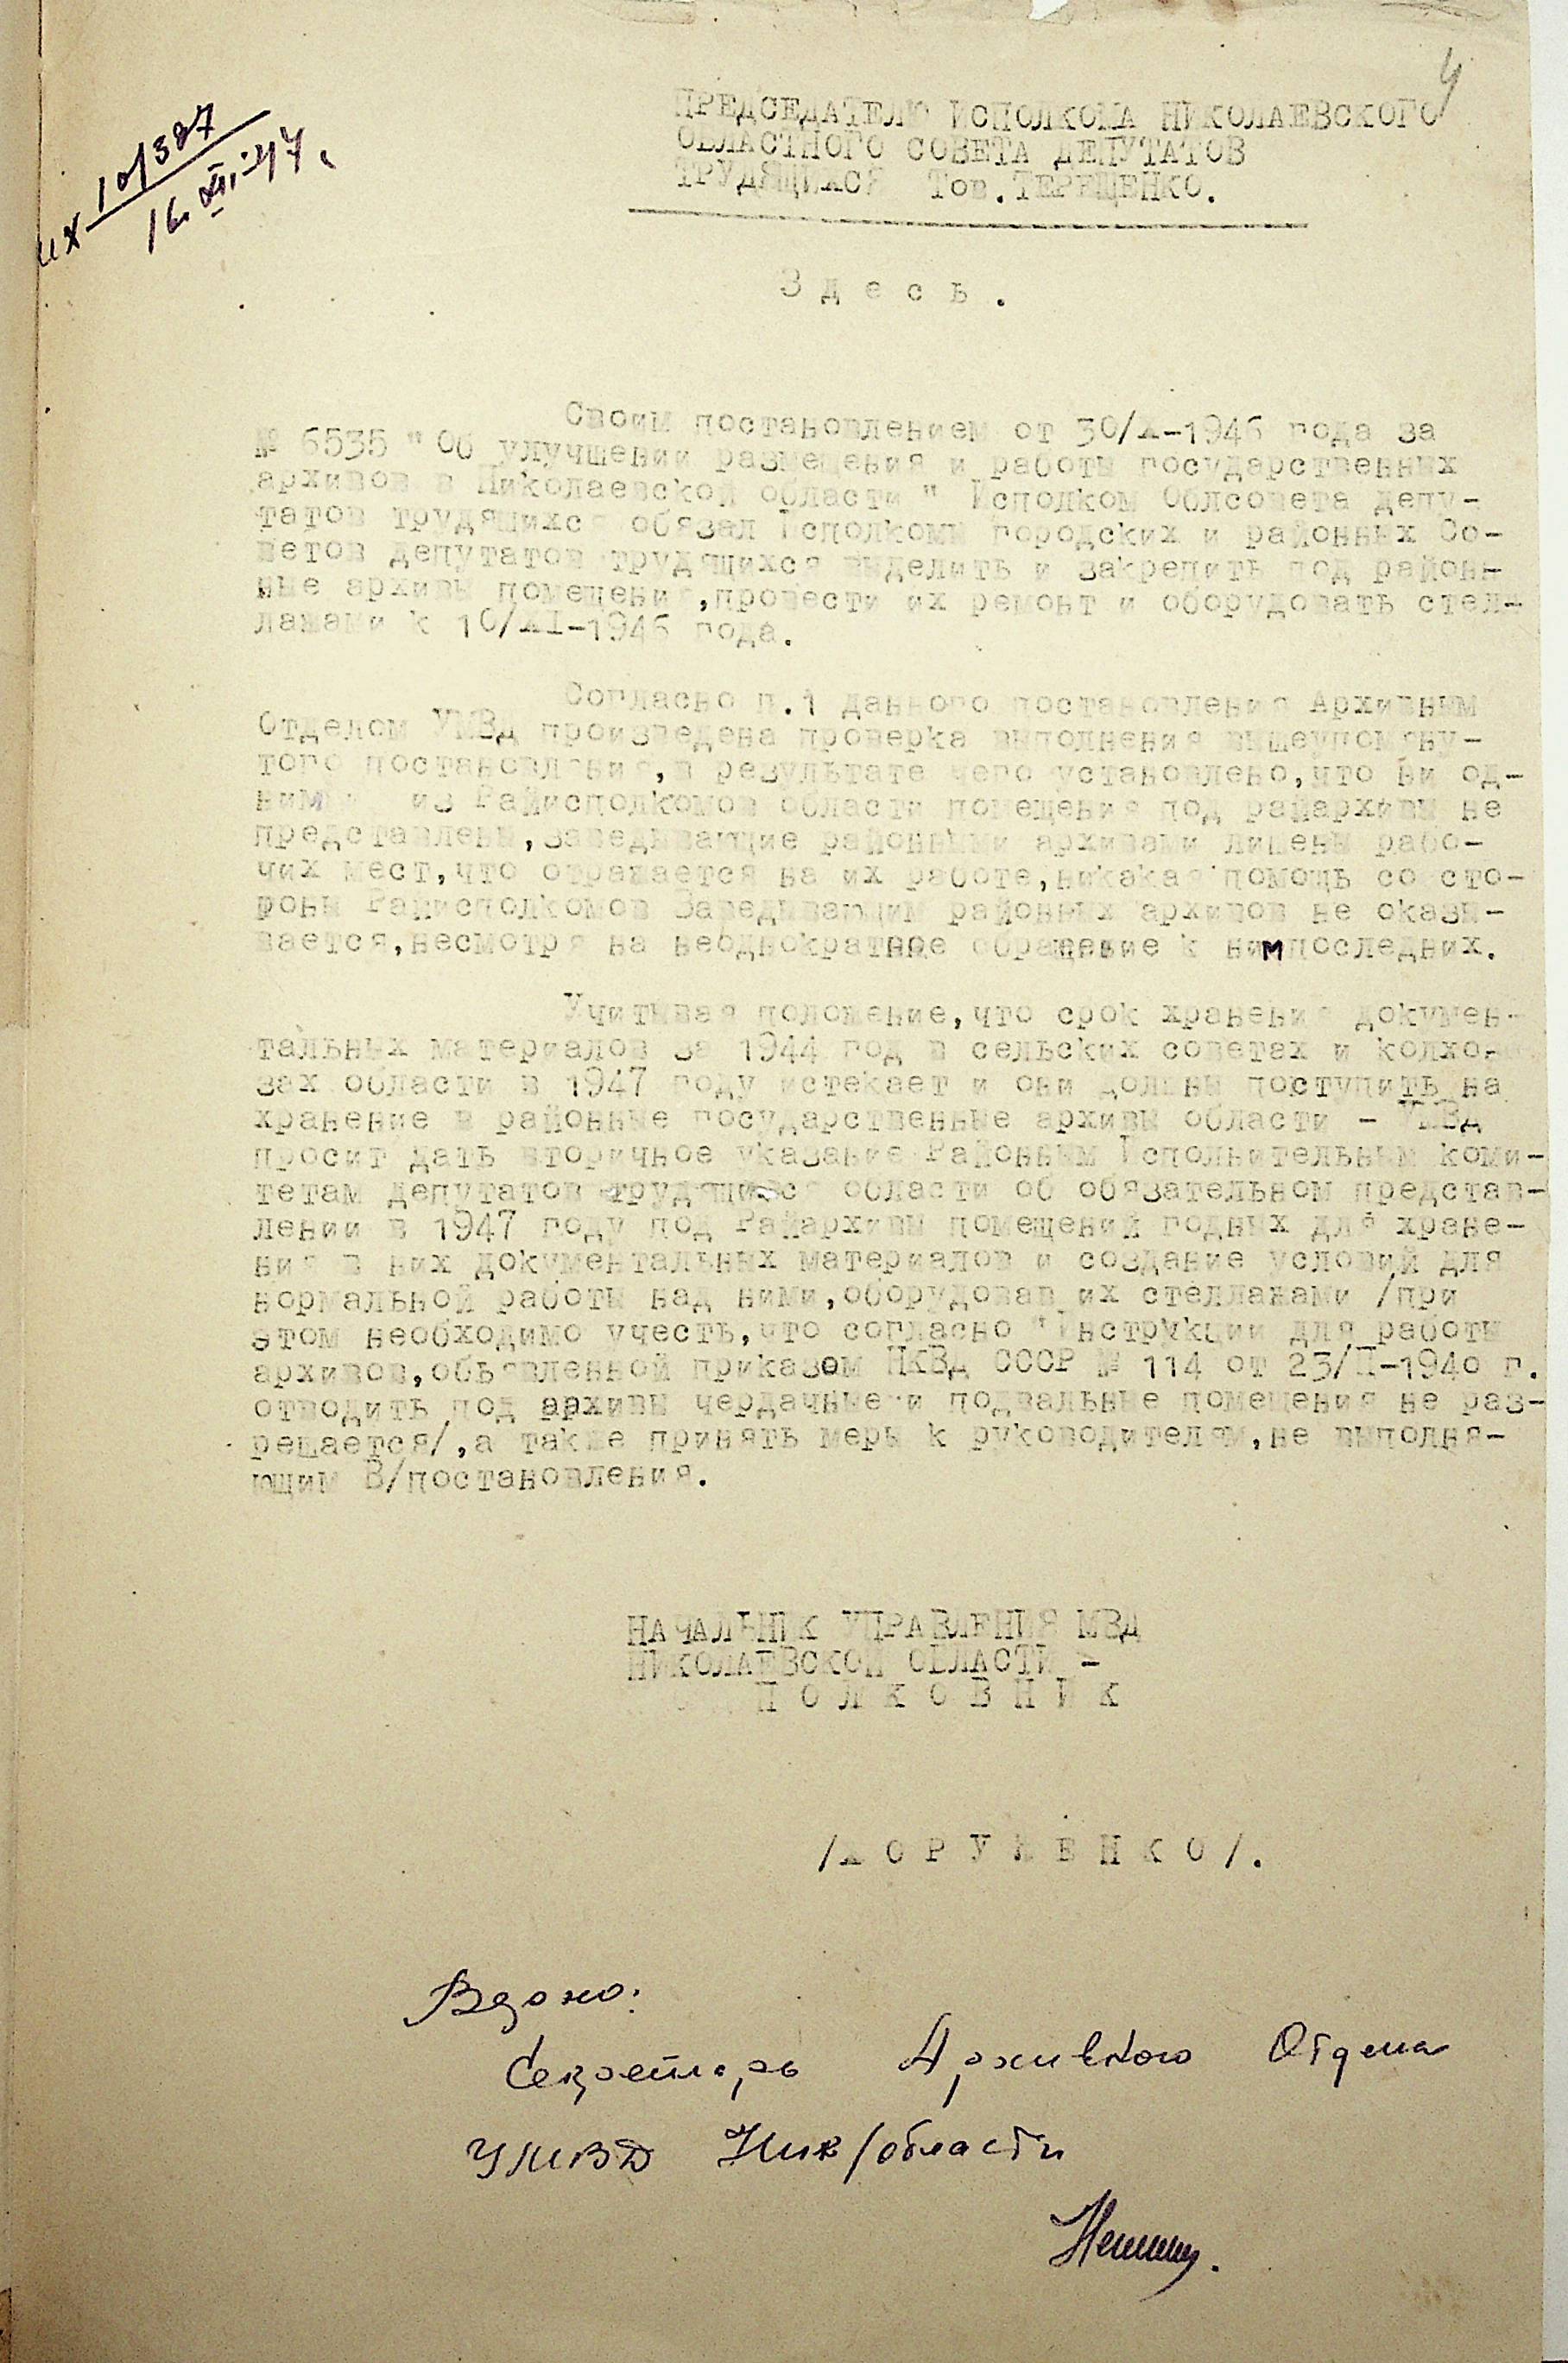 4
их 10/387
16.XII-47.
ПРЕДСЕДАТЕЛЮ ИСПОЛКОМА НИКОЛАЕВСКОГО
ОБЛАСТНОГО СОВЕТА ДЕПУТАТОВ
ТРУДЯЩИХСЯ Тов.ТЕРЕЩЕНКО.
Здесь.
Своим постановлением от 30/X-1946 года за
№ 6535 "Об улучшении размещения и работы государственных
архивов в Николаевской области" Исполком Облсовета депу-
татов трудящихся обязал Исполкомы городских и районных Со-
ветов депутатов трудящихся выделить и закрепить под районн-
ные архивы помещения,провести их ремонт и оборудовать стел-
лажами к 10/XI-1946 года.
Согласно п.1 данного постановления Архивным
Отделом УМВД произведена проверка выполнения вышеупомяну-
того постановления,в результате чего установлено,что ни од-
ним из Райисполкомов области помещения под райархивы не
представлены,заведывающие районными архивами лишены рабо-
чих мест,что отражается на их работе,никакая помощь со сто-
роны Райисполкомов Заведывающим районных архивов не оказы-
вается,несмотря на неоднократное обращение к ним последних.
Учитывая положение,что срок хранения докумен-
тальных материалов за 1944 год в сельских советах и колхо-
зах области в 1947 году истекает и они должны поступить на
хранение в районные государственные архивы области - УМВД
просит дать вторичное указание Районным Исполнительным коми-
тетам депутатов трудящихся области об обязательном представ-
лении в 1947 году под Райархивы помещений годных для хране-
ния в них документальных материалов и создание условий для
нормальной работы над ними,оборудовав их стеллажами /при
этом необходимо учесть,что согласно "Инструкции для работы
архивов,объявленной приказом НКВД СССР № 114 от 23/II-1940 г.
отводить под архивы чердачные и подвальные помещения не раз-
решается/,а также принять меры к руководителям,не выполня-
ющим В/постановления.
НАЧАЛЬНИК УПРАВЛЕНИЯ МВД
НИКОЛАЕВСКОЙ ОБЛАСТИ -
ПОЛКОВНИК
/ХОРУЖЕНКО/.
Верно:
Секретарь Архивного Отдела
УМВД Ник/области